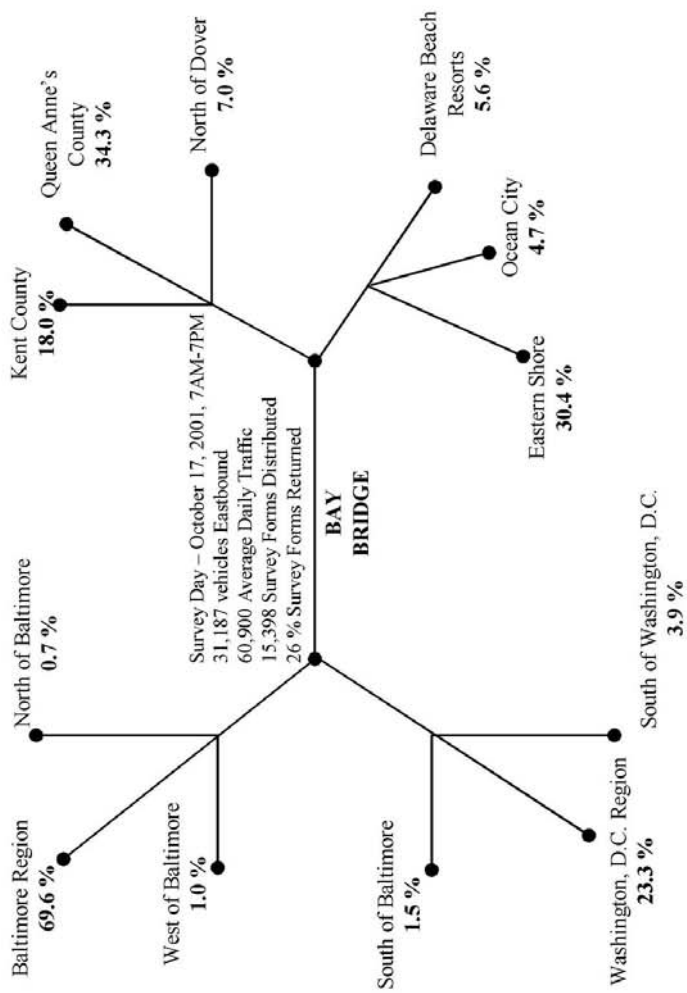 Baltimore Region
69.6 %
North of Baltimore
0.7 %
West of Baltimore
1.0 %
South of Baltimore
1.5 %
Washington, D.C. Region
23.3 %
South of Washington, D.C.
3.9 %
Survey Day – October 17, 2001, 7AM-7PM
31,187 vehicles Eastbound
60,900 Average Daily Traffic
15,398 Survey Forms Distributed
26 % Survey Forms Returned
BAY
BRIDGE
Kent County
18.0 %
Queen Anne's
County
34.3 %
North of Dover
7.0 %
Delaware Beach
Resorts
5.6 %
Ocean City
4.7 %
Eastern Shore
30.4 %